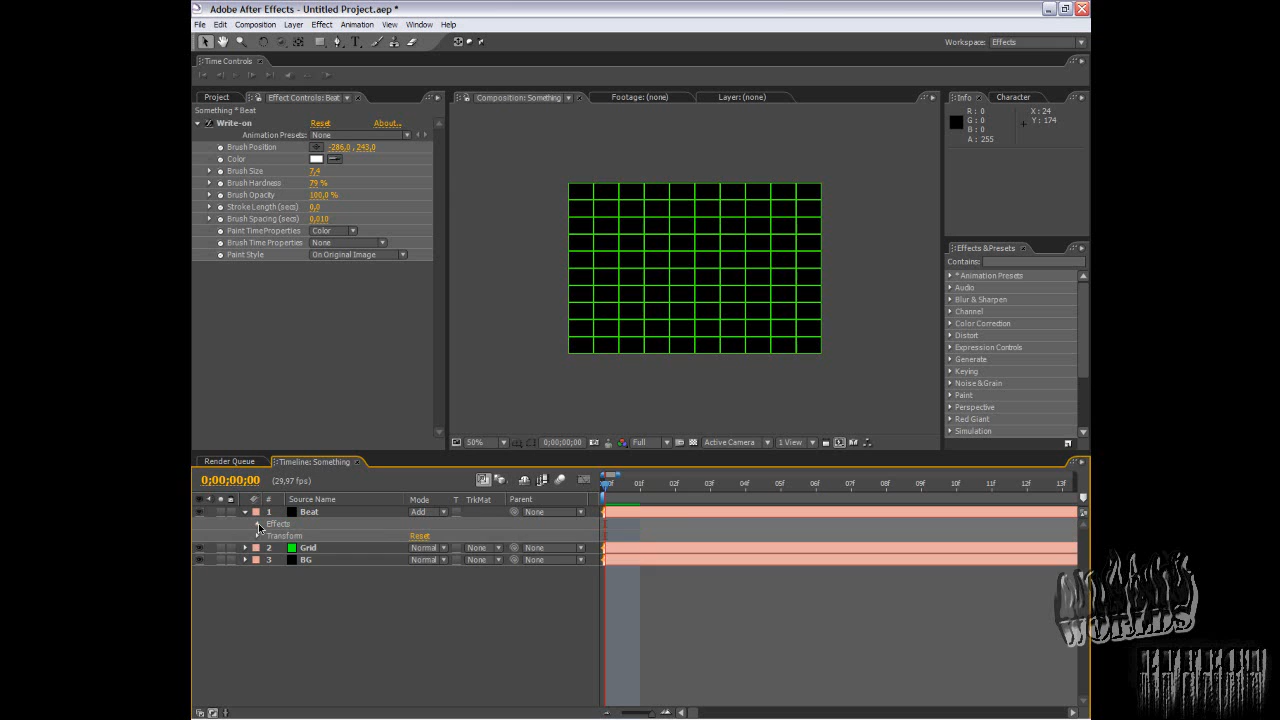 Adobe After Effects - Untitled Project.aep *
File Edit Composition Layer Effect Animation View Window Help
Workspace: Effects
Time Controls
Project Effect Controls: Beat
Something * Beat
Write-on Reset About...
Animation Presets: None
Brush Position -286,0 , 243,0
Color
Brush Size 7,4
Brush Hardness 79 %
Brush Opacity 100,0 %
Stroke Length (secs) 0,0
Brush Spacing (secs) 0,010
Paint Time Properties Color
Brush Time Properties None
Paint Style On Original Image
Composition: Something Footage: (none) Layer: (none)
50% 0;00;00;00 Full Active Camera 1 View
Info Character
R : 0 X : 24
G : 0 Y : 174
B : 0
A : 255
Effects & Presets
Contains:
* Animation Presets
Audio
Blur & Sharpen
Channel
Color Correction
Distort
Expression Controls
Generate
Keying
Noise & Grain
Paint
Perspective
Red Giant
Simulation
Render Queue Timeline: Something
0;00;00;00 (29,97 fps)
01f 02f 03f 04f 05f 06f 07f 08f 09f 10f 11f 12f 13f
# Source Name Mode T TrkMat Parent
1 Beat Add None
Effects
Transform Reset
2 Grid Normal None None
3 BG Normal None None
WORLDS